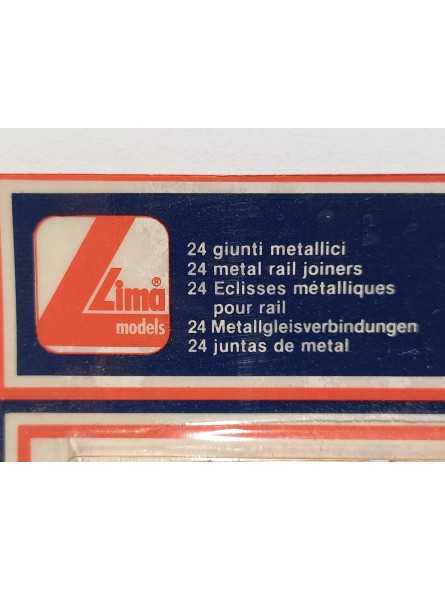 Lima®
models
24 giunti metallici
24 metal rail joiners
24 Eclisses métalliques
pour rail
24 Metallgleisverbindungen
24 juntas de metal